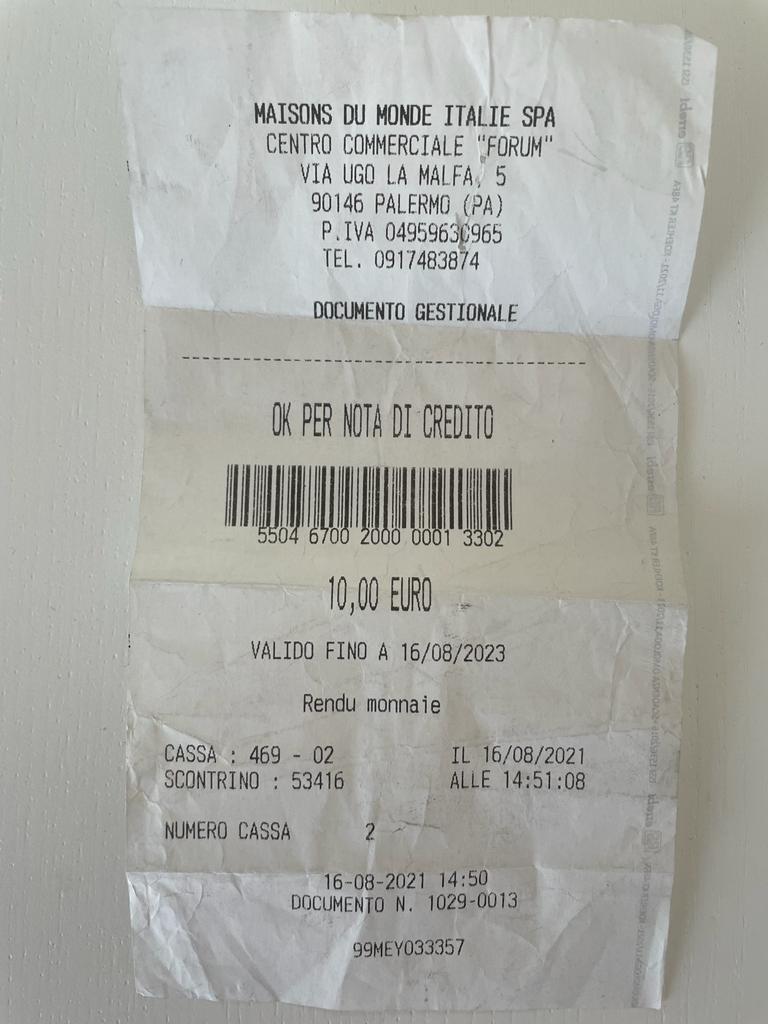 MAISONS DU MONDE ITALIE SPA
CENTRO COMMERCIALE "FORUM"
VIA UGO LA MALFA, 5
90146 PALERMO (PA)
P.IVA 04959630965
TEL. 0917483874
DOCUMENTO GESTIONALE
OK PER NOTA DI CREDITO
5504 6700 2000 0001 3302
10,00 EURO
VALIDO FINO A 16/08/2023
Rendu monnaie
CASSA : 469 - 02 IL 16/08/2021
SCONTRINO : 53416 ALLE 14:51:08
NUMERO CASSA 2
16-08-2021 14:50
DOCUMENTO N. 1029-0013
99MEY033357